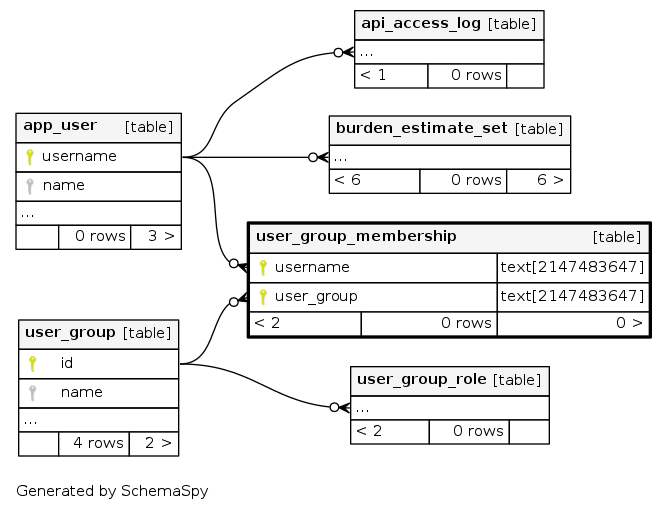 api_access_log [table]
...
< 1 0 rows
app_user [table]
username
name
...
0 rows 3 >
burden_estimate_set [table]
...
< 6 0 rows 6 >
user_group_membership [table]
username text[2147483647]
user_group text[2147483647]
< 2 0 rows 0 >
user_group [table]
id
name
...
4 rows 2 >
user_group_role [table]
...
< 2 0 rows
Generated by SchemaSpy